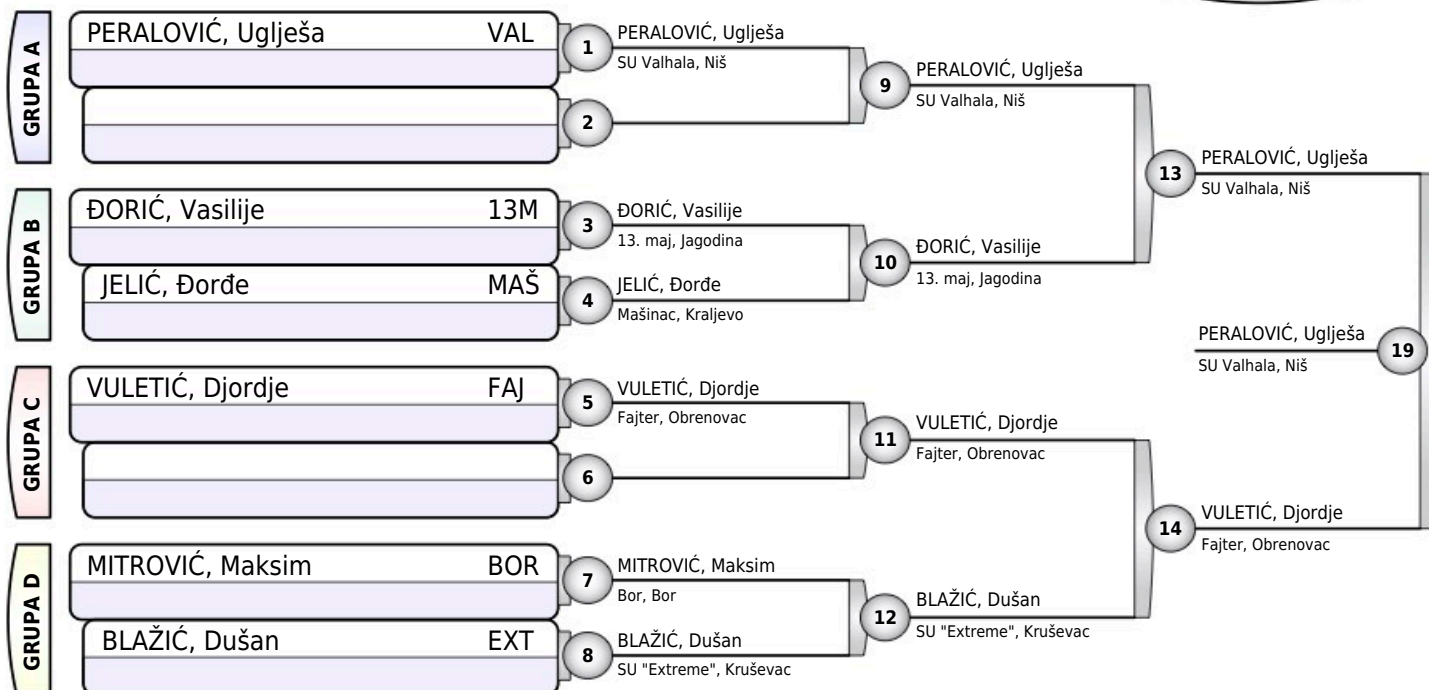 GRUPA A
PERALOVIĆ, Uglješa VAL
1
PERALOVIĆ, Uglješa
SU Valhala, Niš
2
9
PERALOVIĆ, Uglješa
SU Valhala, Niš
GRUPA B
ĐORIĆ, Vasilije 13M
3
ĐORIĆ, Vasilije
13. maj, Jagodina
JELIĆ, Đorđe MAŠ
4
JELIĆ, Đorđe
Mašinac, Kraljevo
10
ĐORIĆ, Vasilije
13. maj, Jagodina
13
PERALOVIĆ, Uglješa
SU Valhala, Niš
GRUPA C
VULETIĆ, Djordje FAJ
5
VULETIĆ, Djordje
Fajter, Obrenovac
6
11
VULETIĆ, Djordje
Fajter, Obrenovac
GRUPA D
MITROVIĆ, Maksim BOR
7
MITROVIĆ, Maksim
Bor, Bor
BLAŽIĆ, Dušan EXT
8
BLAŽIĆ, Dušan
SU "Extreme", Kruševac
12
BLAŽIĆ, Dušan
SU "Extreme", Kruševac
14
VULETIĆ, Djordje
Fajter, Obrenovac
PERALOVIĆ, Uglješa
SU Valhala, Niš
19